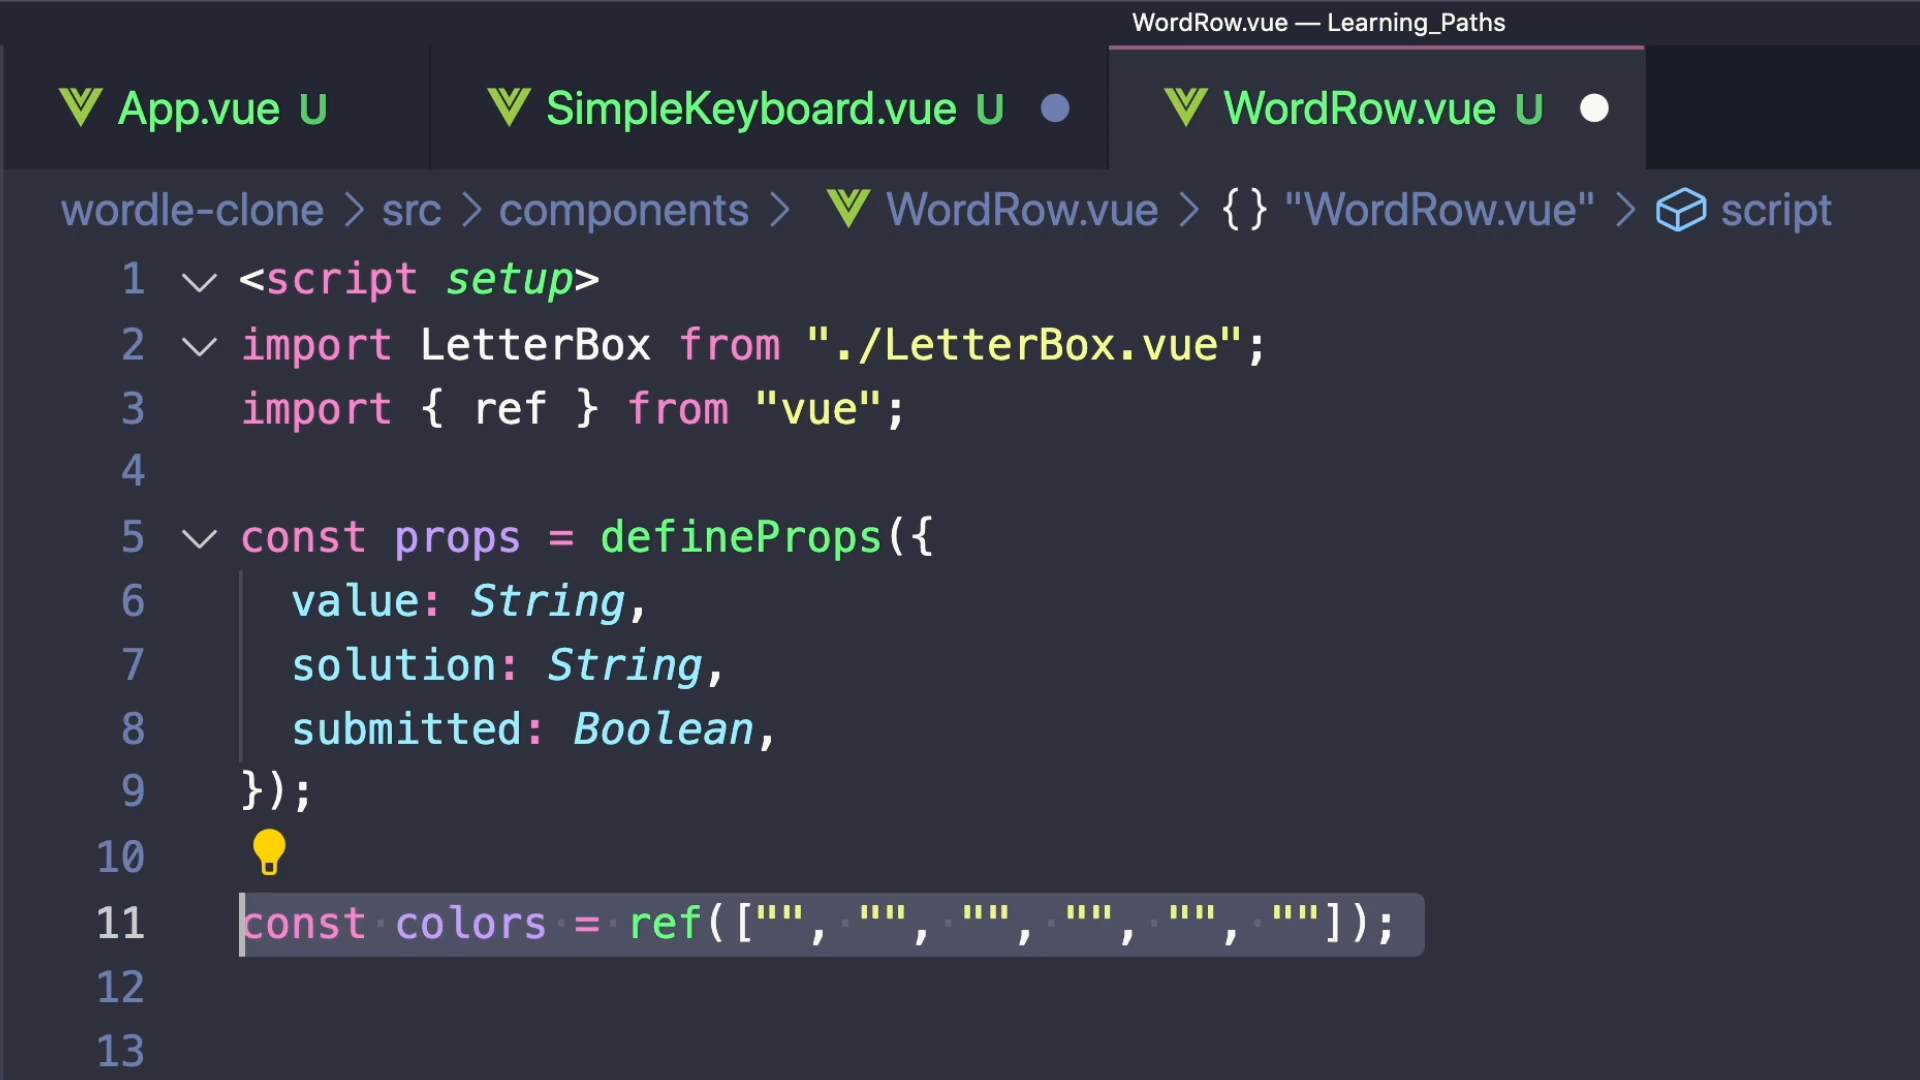 WordRow.vue — Learning_Paths
App.vue U SimpleKeyboard.vue U WordRow.vue U
wordle-clone > src > components > WordRow.vue > {} "WordRow.vue" > script
1 <script setup>
2 import LetterBox from "./LetterBox.vue";
3 import { ref } from "vue";
4
5 const props = defineProps({
6   value: String,
7   solution: String,
8   submitted: Boolean,
9 });
10
11 const colors = ref(["", "", "", "", "", ""]);
12
13